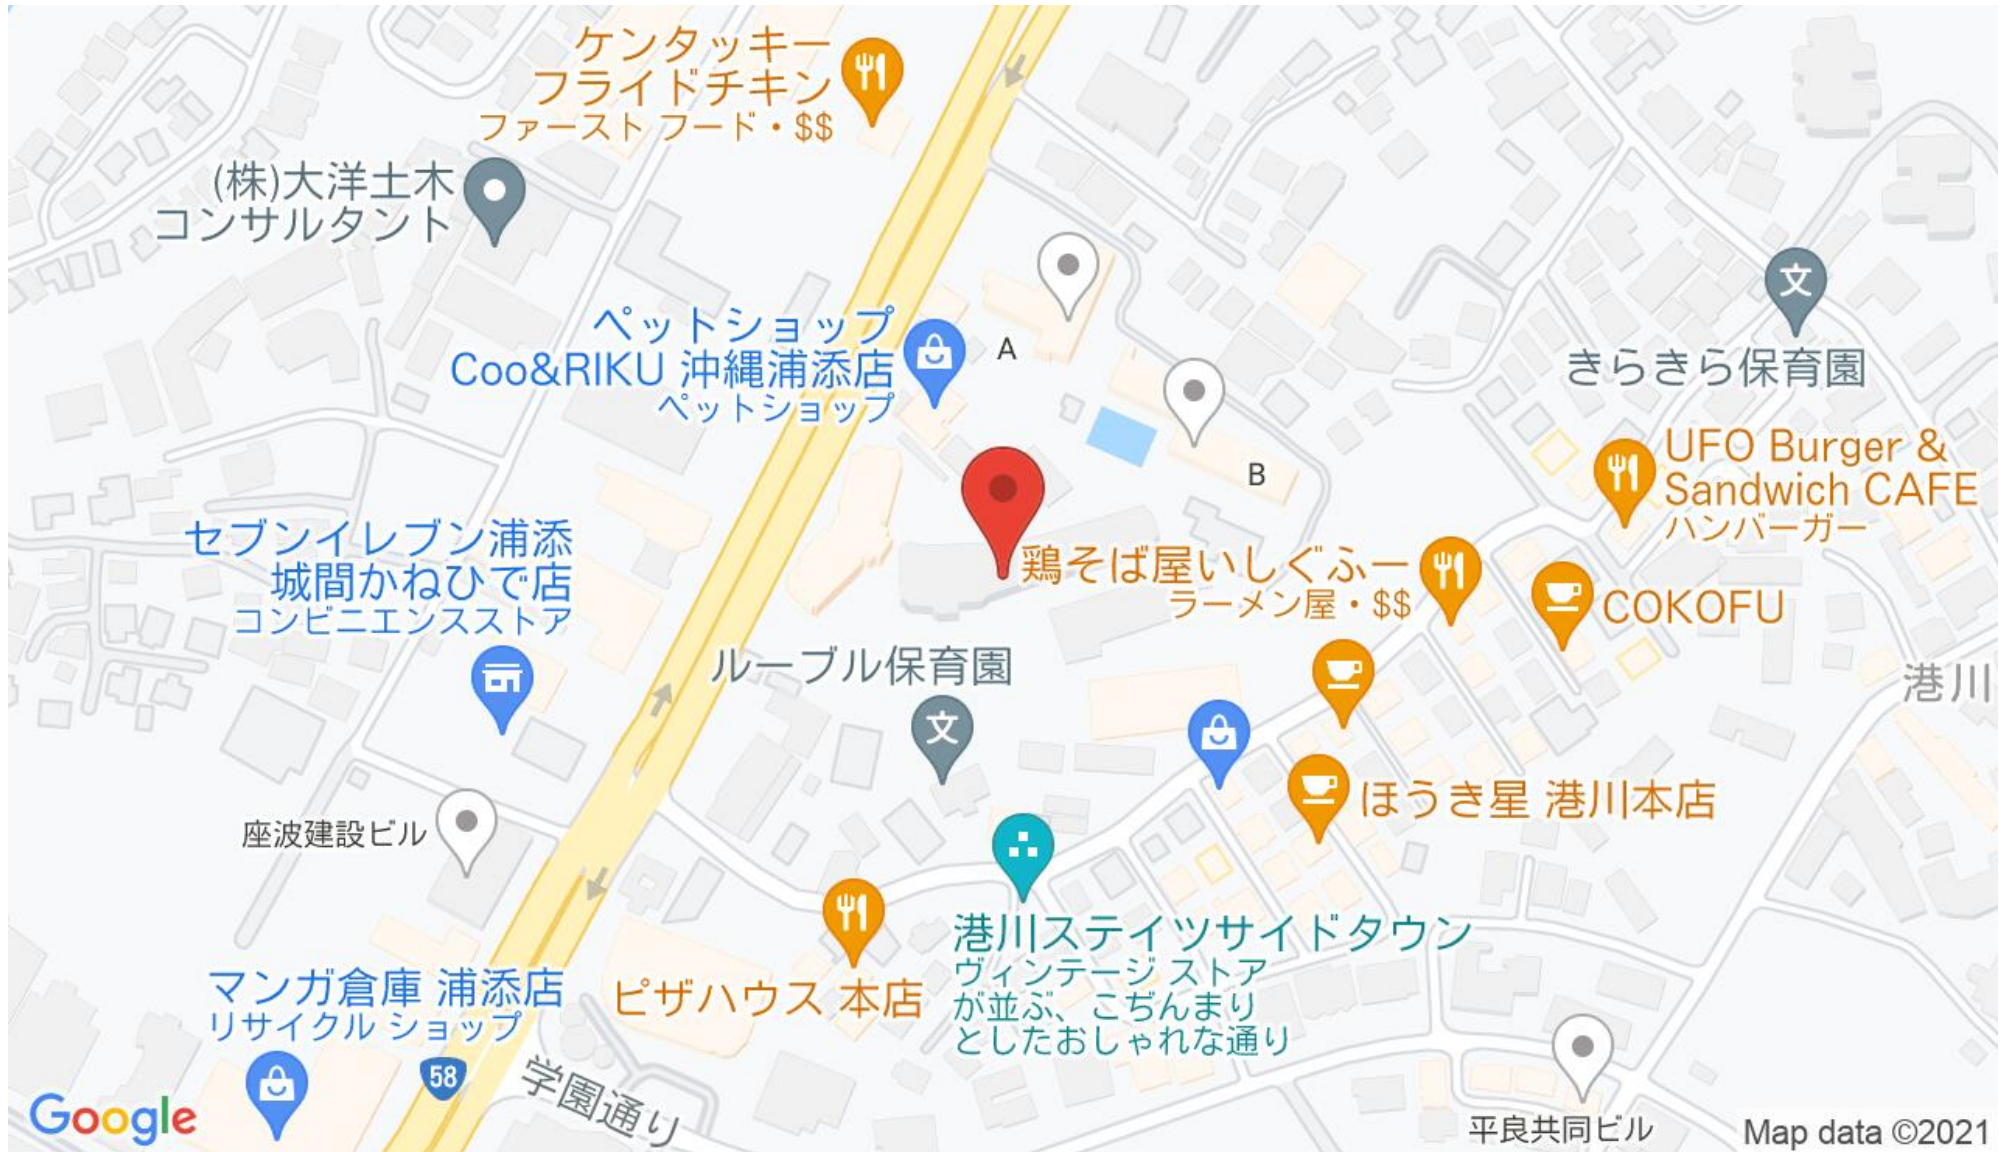 ケンタッキー
フライドチキン
ファースト フード・$$
(株)大洋土木
コンサルタント
ペットショップ
Coo&RIKU 沖縄浦添店
ペットショップ
A
文
きらきら保育園
B
UFO Burger &
Sandwich CAFE
ハンバーガー
セブンイレブン浦添
城間かねひで店
コンビニエンスストア
鶏そば屋いしぐふー
ラーメン屋・$$
COKOFU
ルーブル保育園
文
港川
ほうき星 港川本店
座波建設ビル
港川ステイツサイドタウン
ヴィンテージ ストア
が並ぶ、こぢんまり
としたおしゃれな通り
ピザハウス 本店
マンガ倉庫 浦添店
リサイクル ショップ
58
学園通り
平良共同ビル
Google
Map data ©2021